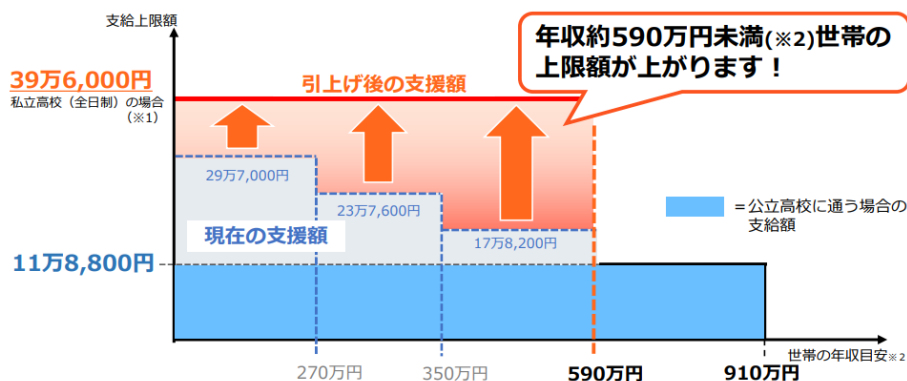 支給上限額
年収約590万円未満(※2)世帯の
上限額が上がります！
39万6,000円
私立高校（全日制）の場合
（※1）
引上げ後の支援額
29万7,000円
23万7,600円
17万8,200円
現在の支援額
＝公立高校に通う場合の
支給額
11万8,800円
世帯の年収目安※2
270万円
350万円
590万円
910万円